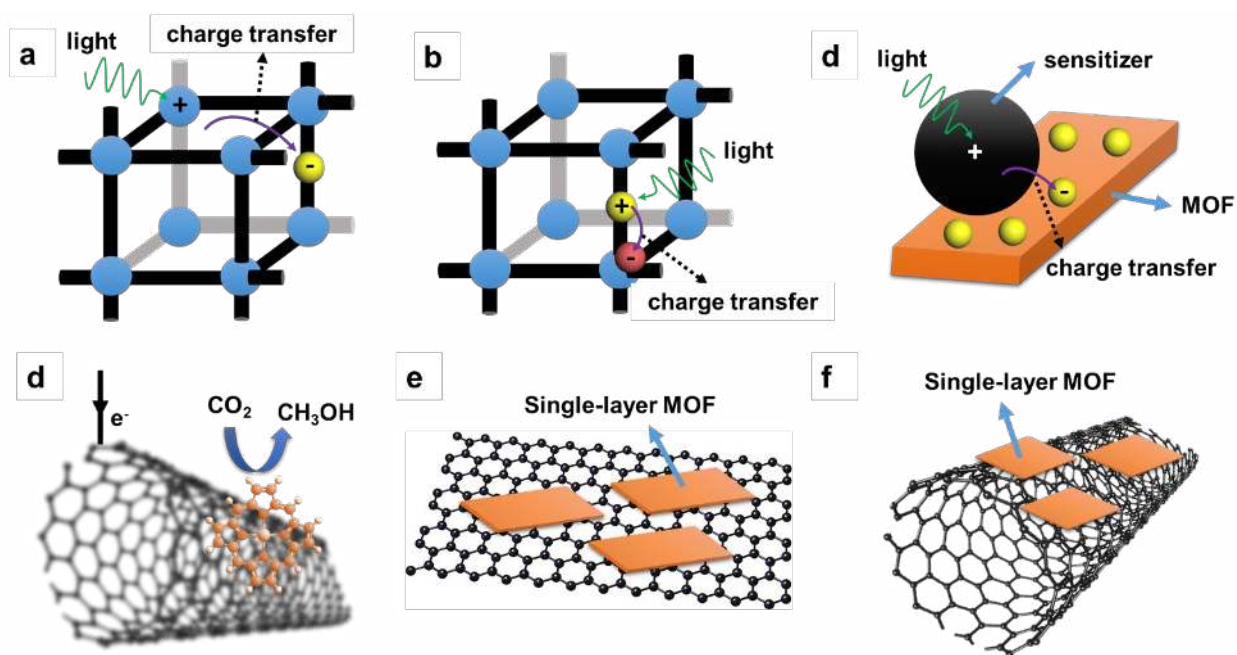 a
light
charge transfer
+
-
b
light
+
-
charge transfer
d
light
sensitizer
+
-
MOF
charge transfer
d
e-
CO2
CH3OH
e
Single-layer MOF
f
Single-layer MOF